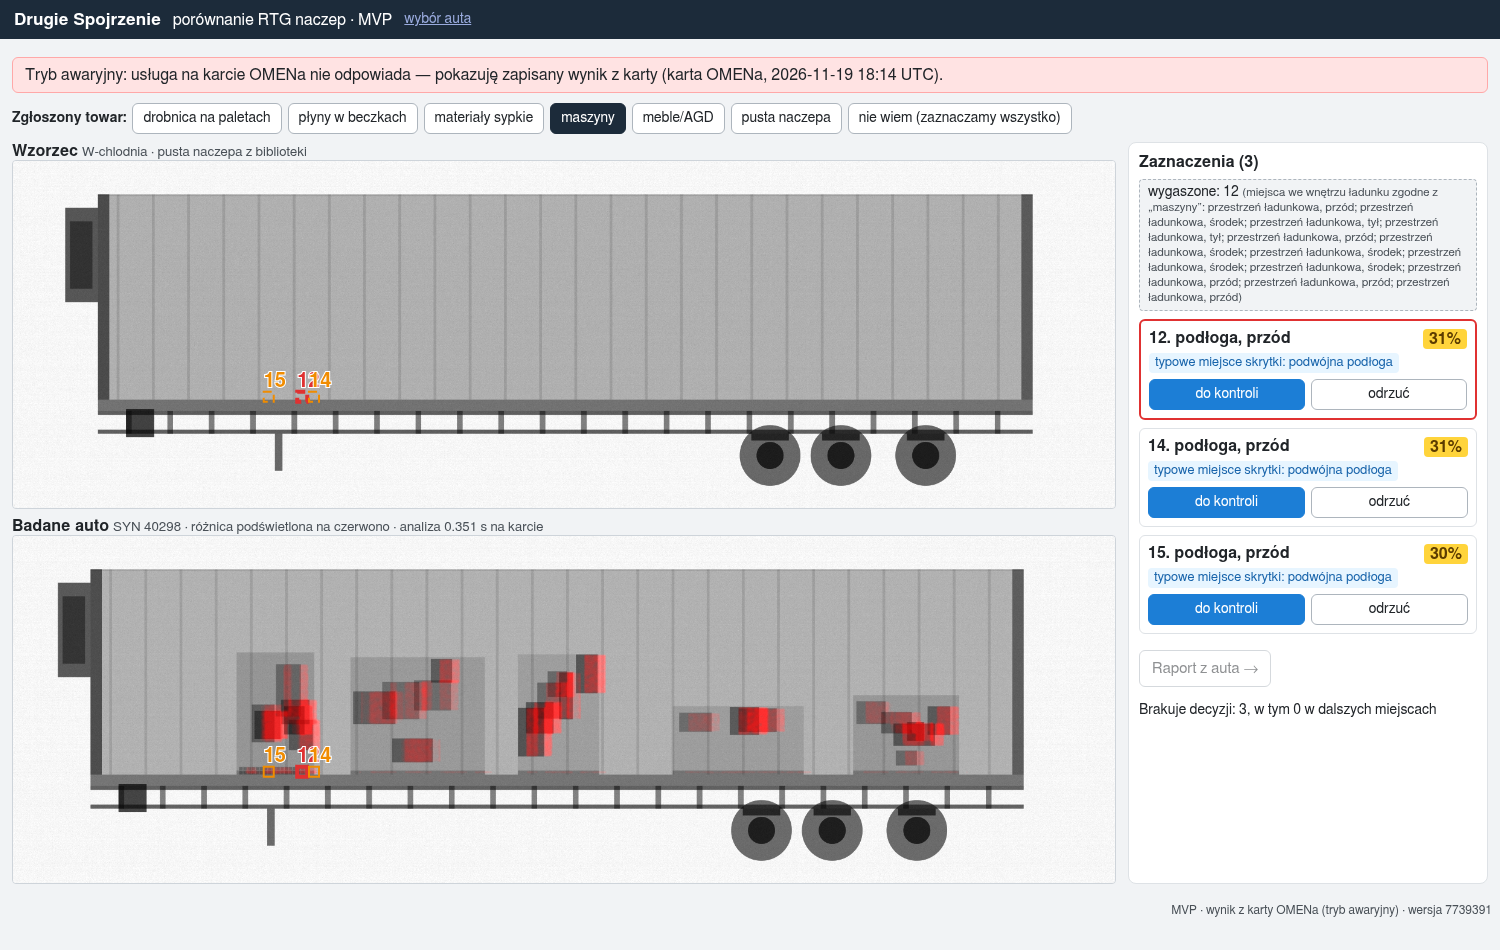 Drugie Spojrzenie porównanie RTG naczep · MVP wybór auta
Tryb awaryjny: usługa na karcie OMENa nie odpowiada — pokazuję zapisany wynik z karty (karta OMENa, 2026-11-19 18:14 UTC).
Zgłoszony towar: drobnica na paletach płyny w beczkach materiały sypkie maszyny meble/AGD pusta naczepa nie wiem (zaznaczamy wszystko)
Wzorzec W-chlodnia · pusta naczepa z biblioteki
15 12 14
Badane auto SYN 40298 · różnica podświetlona na czerwono · analiza 0.351 s na karcie
15 12 14
Zaznaczenia (3)
wygaszone: 12 (miejsca we wnętrzu ładunku zgodne z
„maszyny”: przestrzeń ładunkowa, przód; przestrzeń
ładunkowa, środek; przestrzeń ładunkowa, tył; przestrzeń
ładunkowa, tył; przestrzeń ładunkowa, przód; przestrzeń
ładunkowa, środek; przestrzeń ładunkowa, środek; przestrzeń
ładunkowa, środek; przestrzeń ładunkowa, środek; przestrzeń
ładunkowa, przód; przestrzeń ładunkowa, przód; przestrzeń
ładunkowa, przód)
12. podłoga, przód 31%
typowe miejsce skrytki: podwójna podłoga
do kontroli odrzuć
14. podłoga, przód 31%
typowe miejsce skrytki: podwójna podłoga
do kontroli odrzuć
15. podłoga, przód 30%
typowe miejsce skrytki: podwójna podłoga
do kontroli odrzuć
Raport z auta →
Brakuje decyzji: 3, w tym 0 w dalszych miejscach
MVP · wynik z karty OMENa (tryb awaryjny) · wersja 7739391